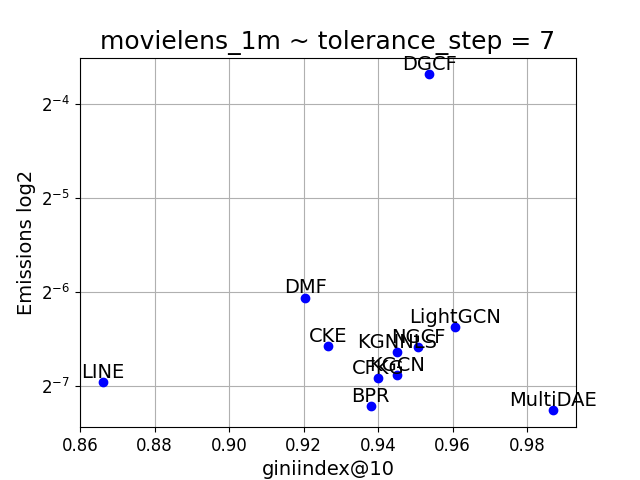 movielens_1m ~ tolerance_step = 7
DGCF
2⁻⁴
2⁻⁵
Emissions log2
2⁻⁶
DMF
LightGCN
CKE
KGNNLS
NGCF
LINE
CFKG
KGCN
2⁻⁷
BPR
MultiDAE
0.86 0.88 0.90 0.92 0.94 0.96 0.98
giniindex@10